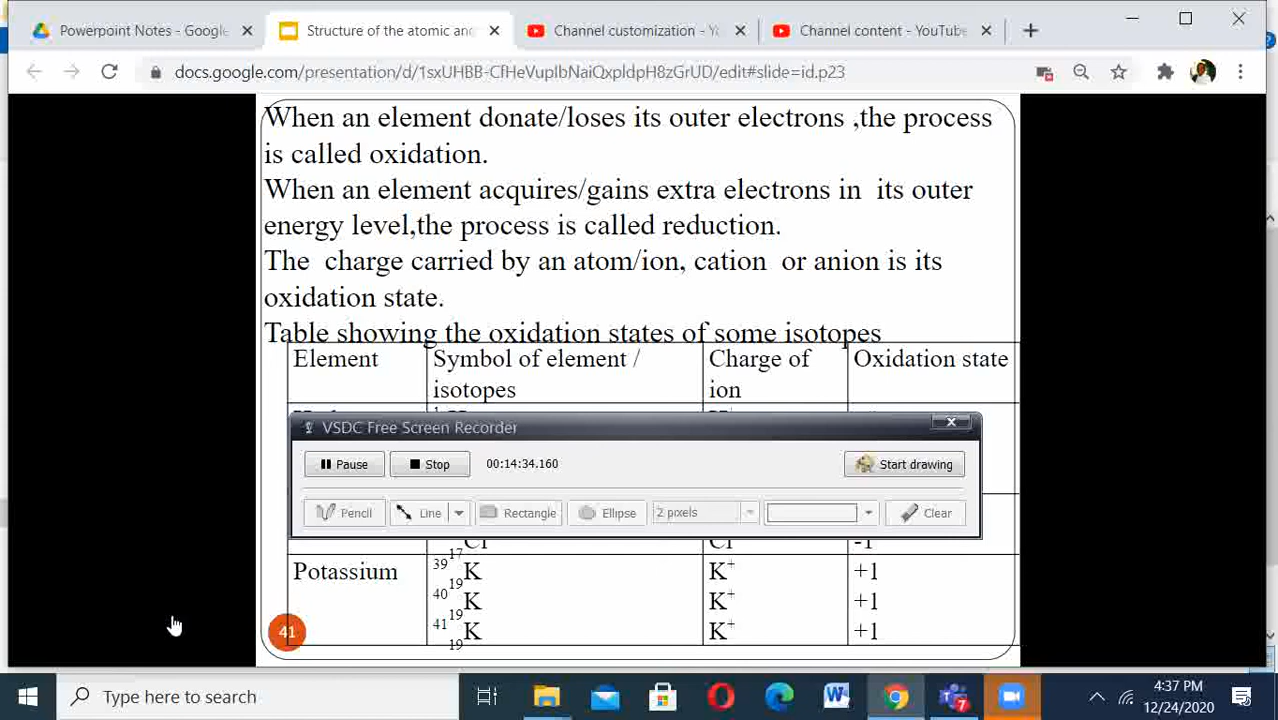 Powerpoint Notes - Google
Structure of the atomic and
Channel customization - Yo
Channel content - YouTube
docs.google.com/presentation/d/1sxUHBB-CfHeVupIbNaiQxpldpH8zGrUD/edit#slide=id.p23
When an element donate/loses its outer electrons ,the process
is called oxidation.
When an element acquires/gains extra electrons in its outer
energy level,the process is called reduction.
The charge carried by an atom/ion, cation or anion is its
oxidation state.
Table showing the oxidation states of some isotopes
Element Symbol of element / Charge of Oxidation state
isotopes ion
VSDC Free Screen Recorder
Pause Stop 00:14:34.160 Start drawing
Pencil Line Rectangle Ellipse 2 pixels Clear
17 Cl Cl -1
Potassium 39 19 K K+ +1
40 19 K K+ +1
41 19 K K+ +1
41
Type here to search
W
7
4:37 PM
12/24/2020